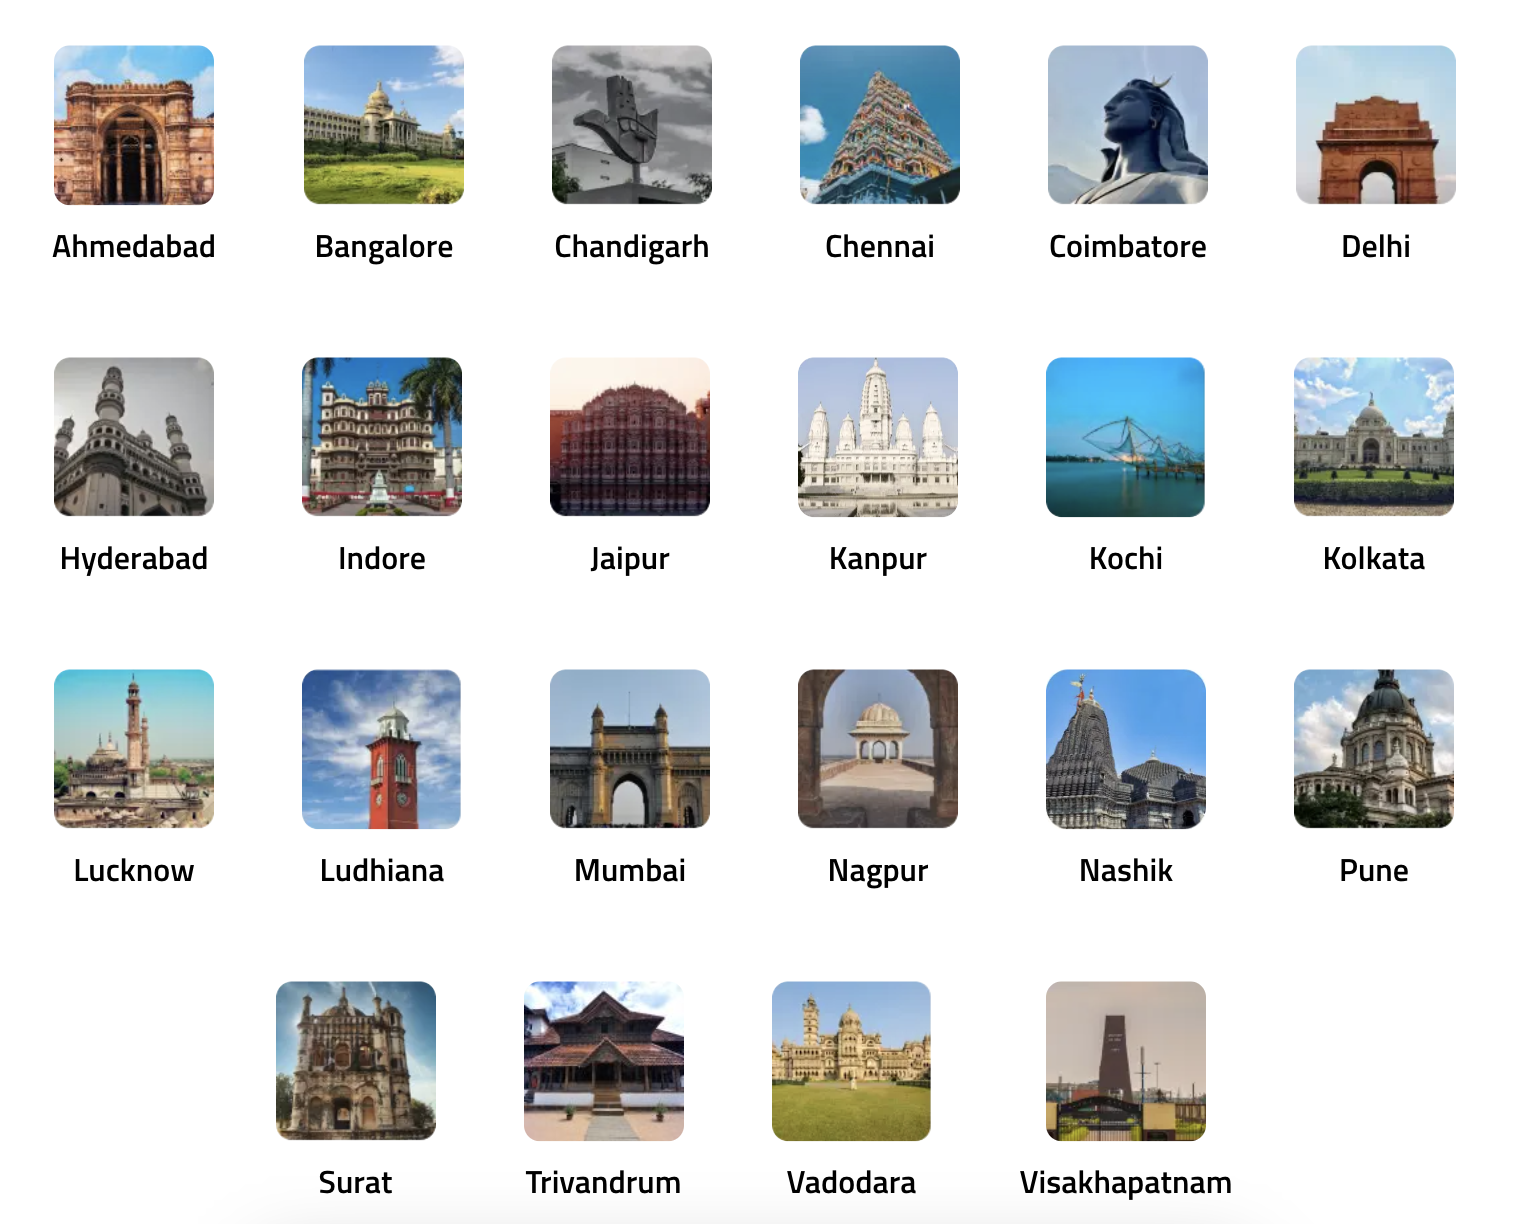 Ahmedabad
Bangalore
Chandigarh
Chennai
Coimbatore
Delhi
Hyderabad
Indore
Jaipur
Kanpur
Kochi
Kolkata
Lucknow
Ludhiana
Mumbai
Nagpur
Nashik
Pune
Surat
Trivandrum
Vadodara
Visakhapatnam